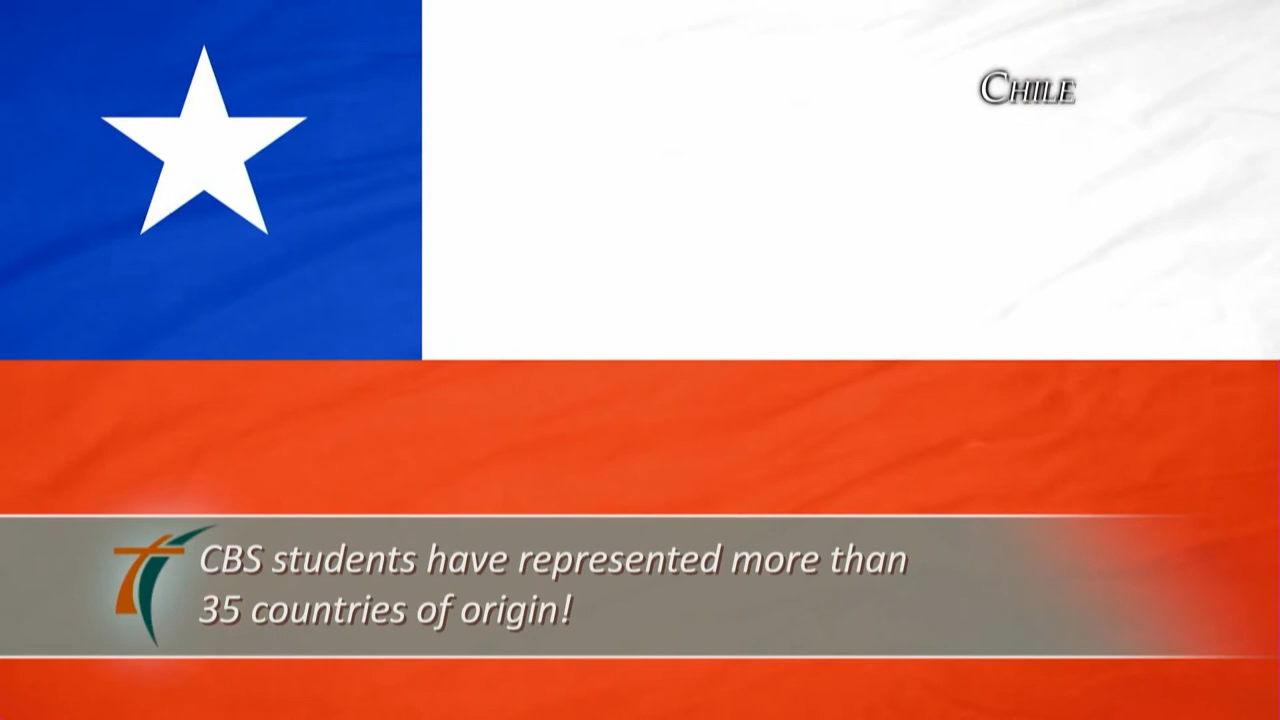 CHILE
CBS students have represented more than
35 countries of origin!